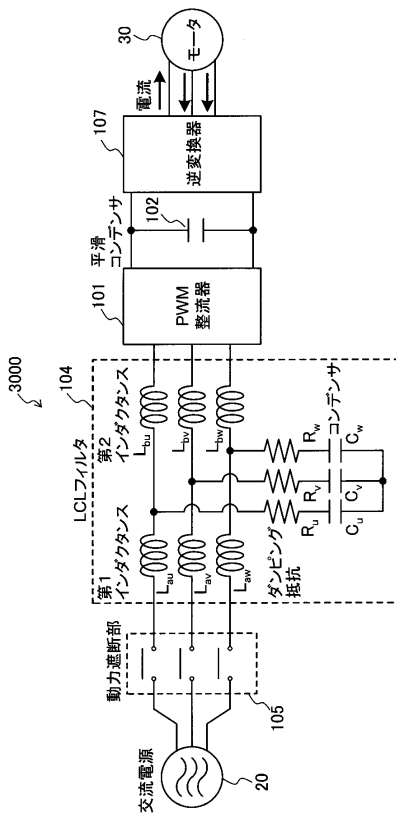 3000
LCLフィルタ
104
交流電源
20
動力遮断部
105
第1
インダクタンス
Lau
Lav
Law
第2
インダクタンス
Lbu
Lbv
Lbw
ダンピング
抵抗
Ru
Rv
Rw
コンデンサ
Cu
Cv
Cw
101
PWM
整流器
平滑
コンデンサ
102
107
逆変換器
電流
30
モータ